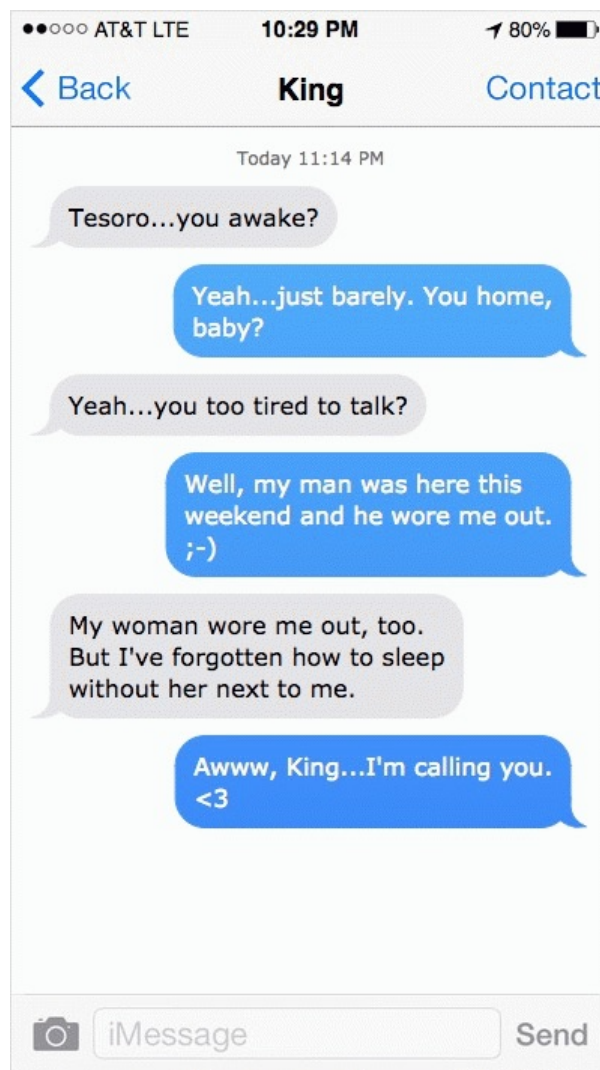 AT&T LTE 10:29 PM 80%
Back King Contact
Today 11:14 PM
Tesoro...you awake?
Yeah...just barely. You home,
baby?
Yeah...you too tired to talk?
Well, my man was here this
weekend and he wore me out.
;-)
My woman wore me out, too.
But I've forgotten how to sleep
without her next to me.
Awww, King...I'm calling you.
<3
iMessage Send